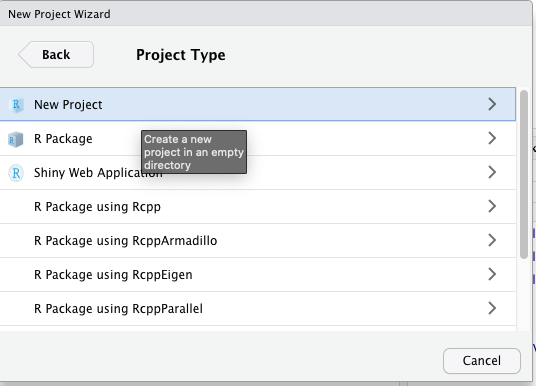 New Project Wizard
Back
Project Type
New Project
R Package
Create a new
project in an empty
directory
Shiny Web Application
R Package using Rcpp
R Package using RcppArmadillo
R Package using RcppEigen
R Package using RcppParallel
Cancel